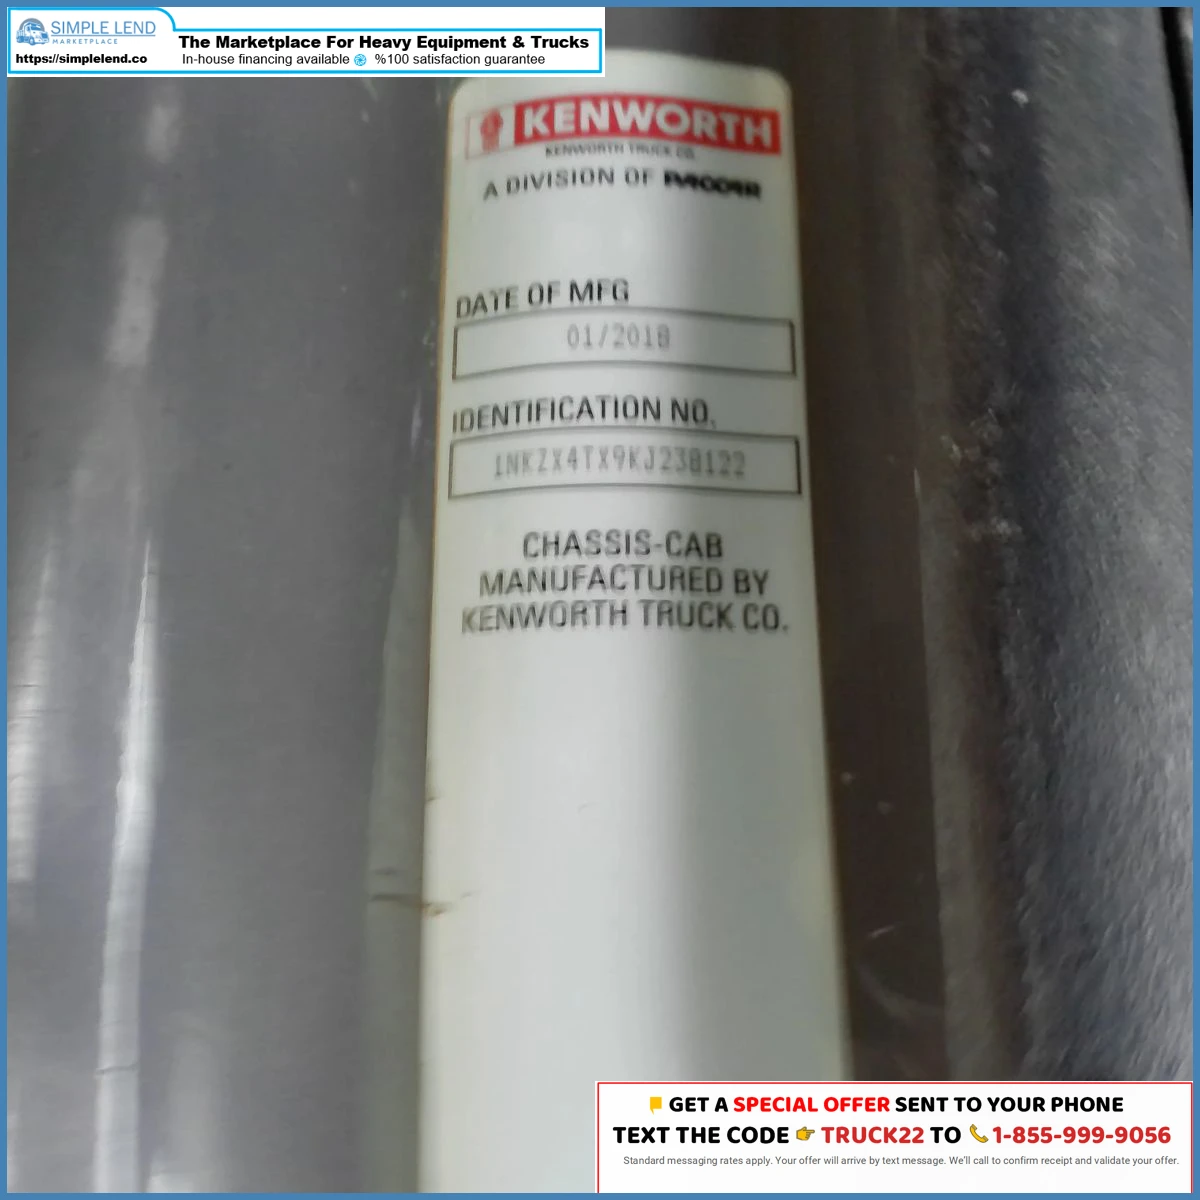 SIMPLE LEND
MARKETPLACE
https://simplelend.co
The Marketplace For Heavy Equipment & Trucks
In-house financing available %100 satisfaction guarantee
KENWORTH
KENWORTH TRUCK CO.
A DIVISION OF PACCAR
DATE OF MFG
01/2018
IDENTIFICATION NO.
1NKZX4TX9KJ238122
CHASSIS-CAB
MANUFACTURED BY
KENWORTH TRUCK CO.
GET A SPECIAL OFFER SENT TO YOUR PHONE
TEXT THE CODE TRUCK22 TO 1-855-999-9056
Standard messaging rates apply. Your offer will arrive by text message. We'll call to confirm receipt and validate your offer.